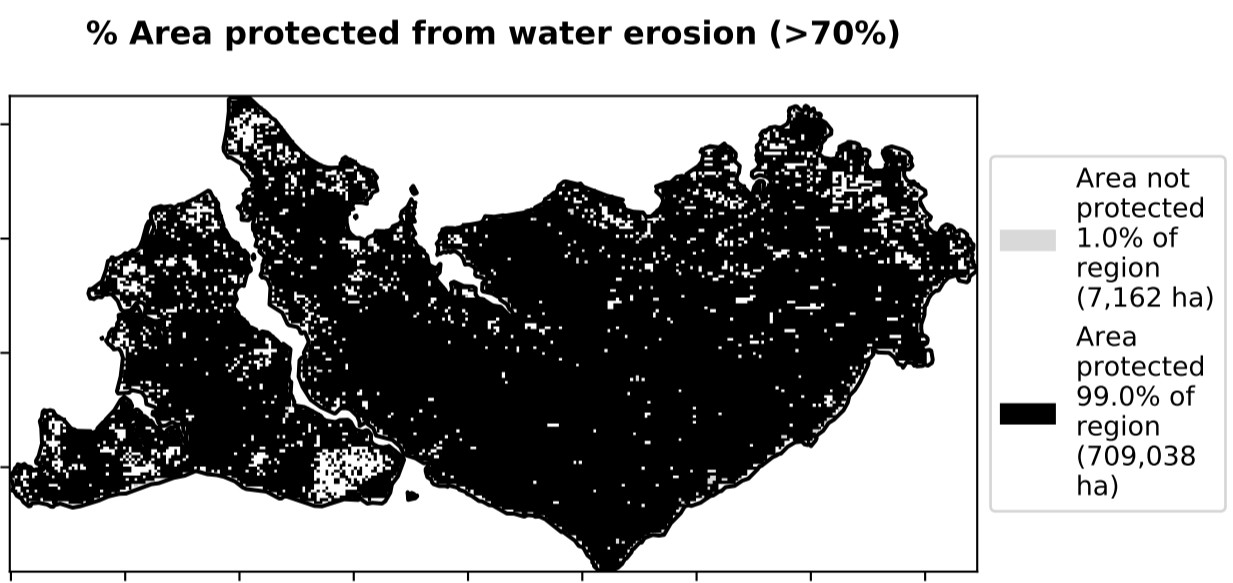 % Area protected from water erosion (>70%)
Area not
protected
1.0% of
region
(7,162 ha)
Area
protected
99.0% of
region
(709,038
ha)